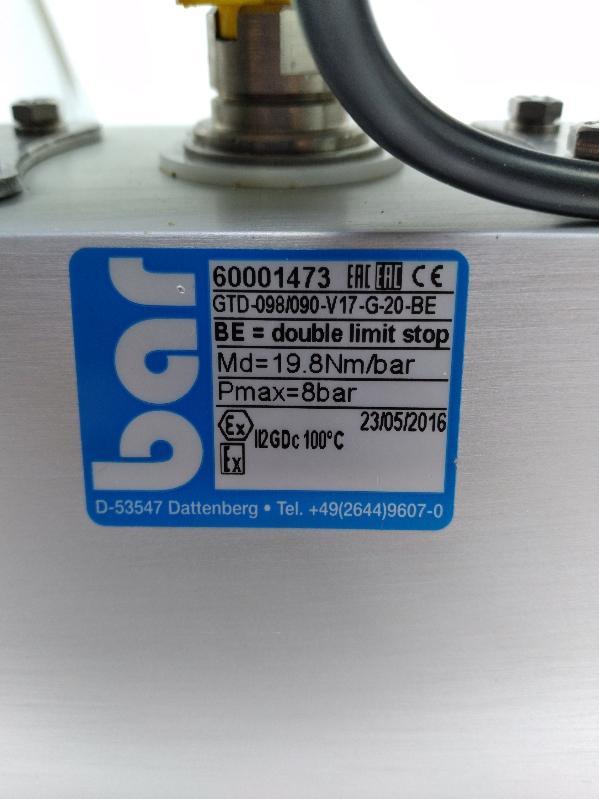 bar
60001473 EAC EAC CE
GTD-098/090-V17-G-20-BE
BE = double limit stop
Md=19.8Nm/bar
Pmax=8bar
23/05/2016
Ex II2GDc 100°C
Ex
D-53547 Dattenberg • Tel. +49(2644)9607-0